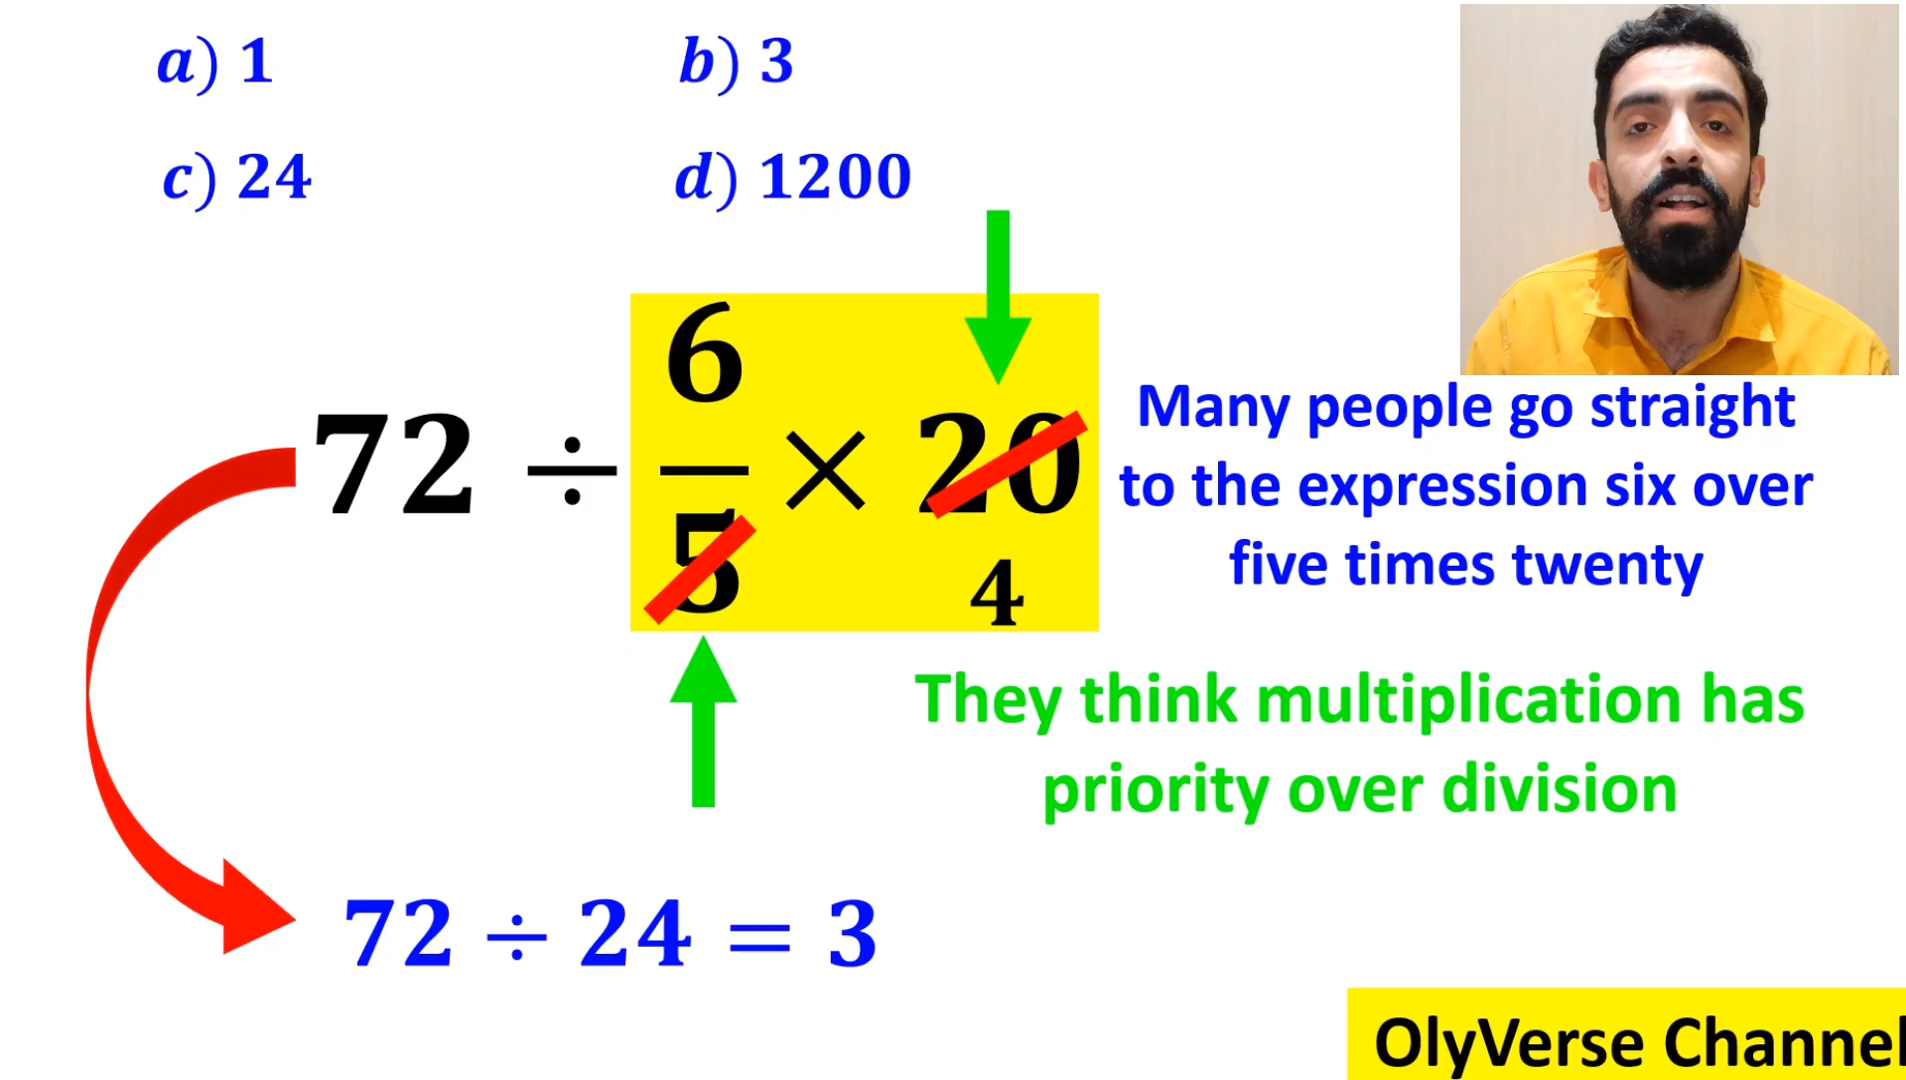 a) 1
b) 3
c) 24
d) 1200
72 ÷ 6/5 × 20
4
Many people go straight
to the expression six over
five times twenty
They think multiplication has
priority over division
72 ÷ 24 = 3
OlyVerse Channel